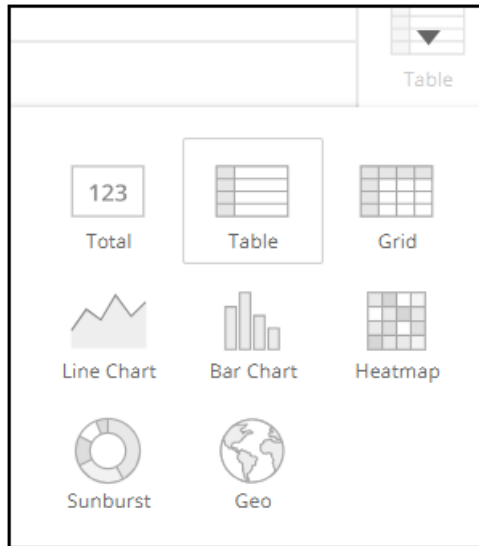 Table
123
Total Table Grid
Line Chart Bar Chart Heatmap
Sunburst Geo